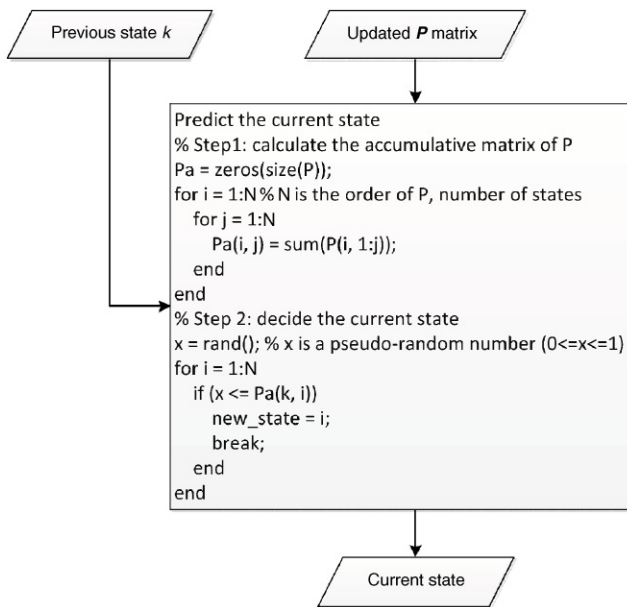 Previous state k
Updated P matrix
Predict the current state
% Step1: calculate the accumulative matrix of P
Pa = zeros(size(P));
for i = 1:N % N is the order of P, number of states
for j = 1:N
Pa(i, j) = sum(P(i, 1:j));
end
end
% Step 2: decide the current state
x = rand(); % x is a pseudo-random number (0<=x<=1)
for i = 1:N
if (x <= Pa(k, i))
new_state = i;
break;
end
end
Current state